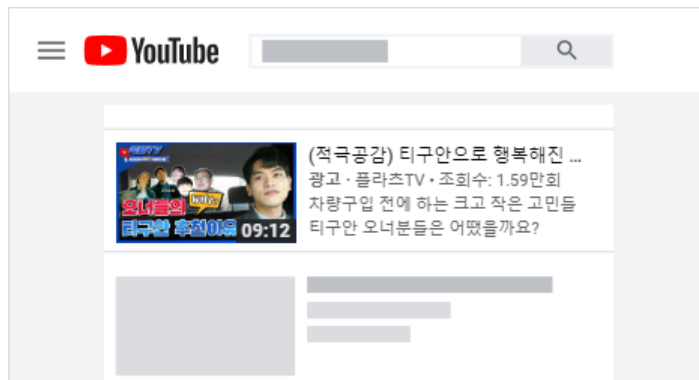 YouTube
(적극공감) 티구안으로 행복해진 ...
광고 · 플라츠TV • 조회수: 1.59만회
차량구입 전에 하는 크고 작은 고민들
티구안 오너분들은 어땠을까요?
오너들의
티구안 추천이유
09:12